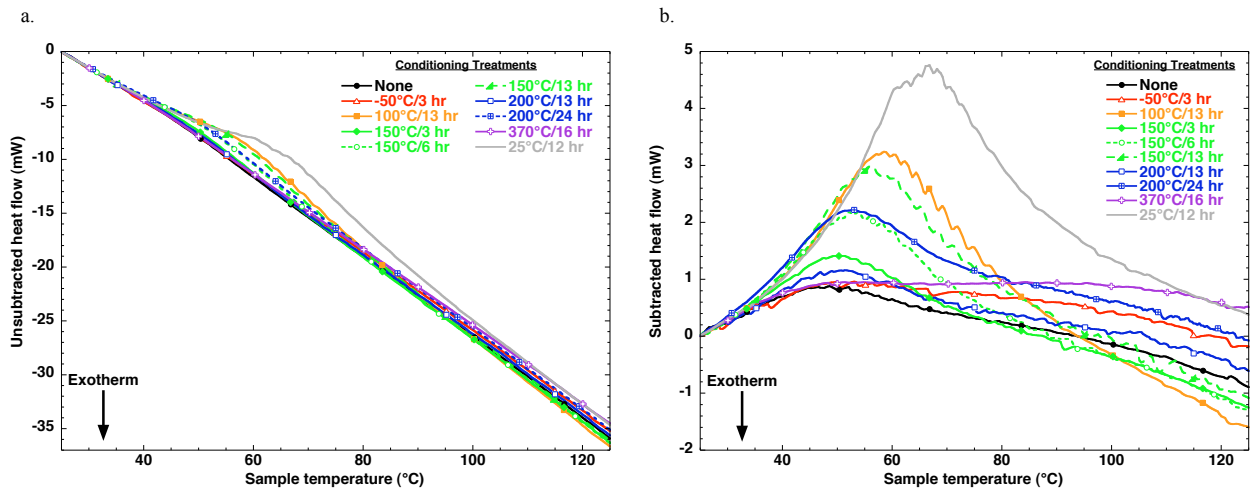 a.
0
-5
-10
-15
-20
-25
-30
-35
Unsubtracted heat flow (mW)
Conditioning Treatments
None
-50°C/3 hr
100°C/13 hr
150°C/3 hr
150°C/6 hr
150°C/13 hr
200°C/13 hr
200°C/24 hr
370°C/16 hr
25°C/12 hr
Exotherm
40 60 80 100 120
Sample temperature (°C)
b.
5
4
3
2
1
0
-1
-2
Subtracted heat flow (mW)
Conditioning Treatments
None
-50°C/3 hr
100°C/13 hr
150°C/3 hr
150°C/6 hr
150°C/13 hr
200°C/13 hr
200°C/24 hr
370°C/16 hr
25°C/12 hr
Exotherm
40 60 80 100 120
Sample temperature (°C)